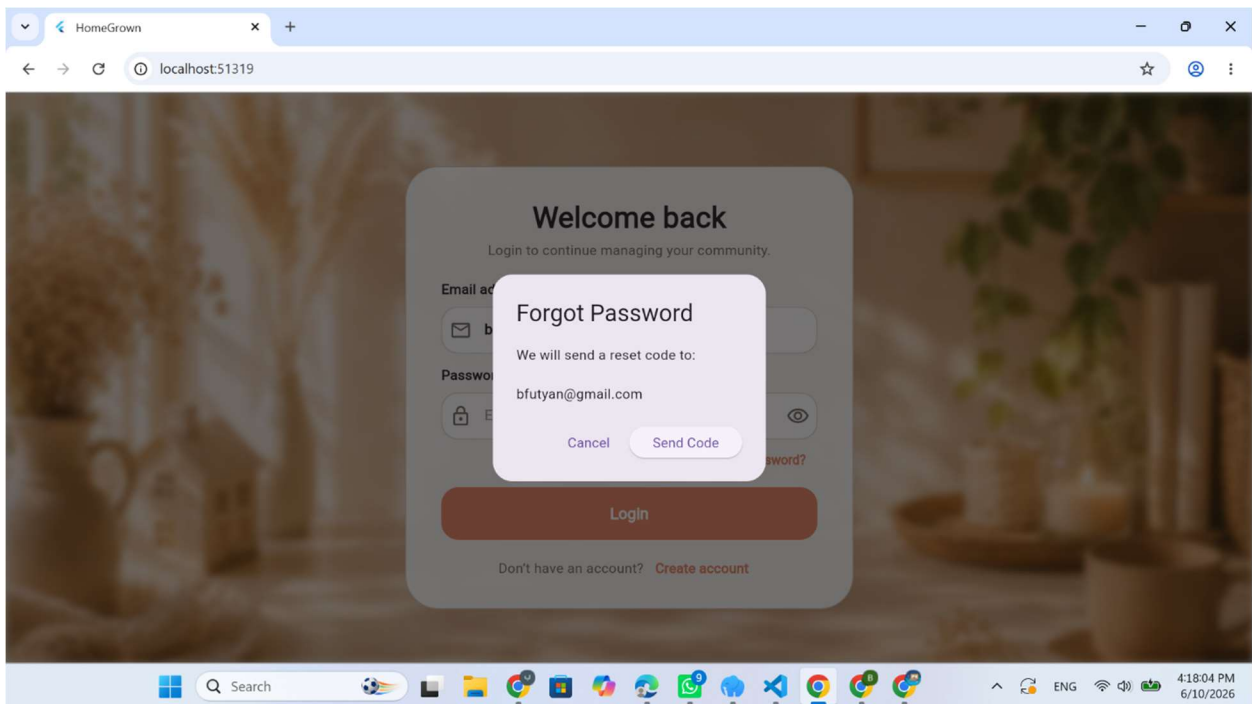 HomeGrown
localhost:51319
Welcome back
Login to continue managing your community.
Email ad
b
Forgot Password
We will send a reset code to:
bfutyan@gmail.com
Passwo
E
Cancel Send Code
sword?
Login
Don't have an account? Create account
Search
9
ENG
4:18:04 PM
6/10/2026